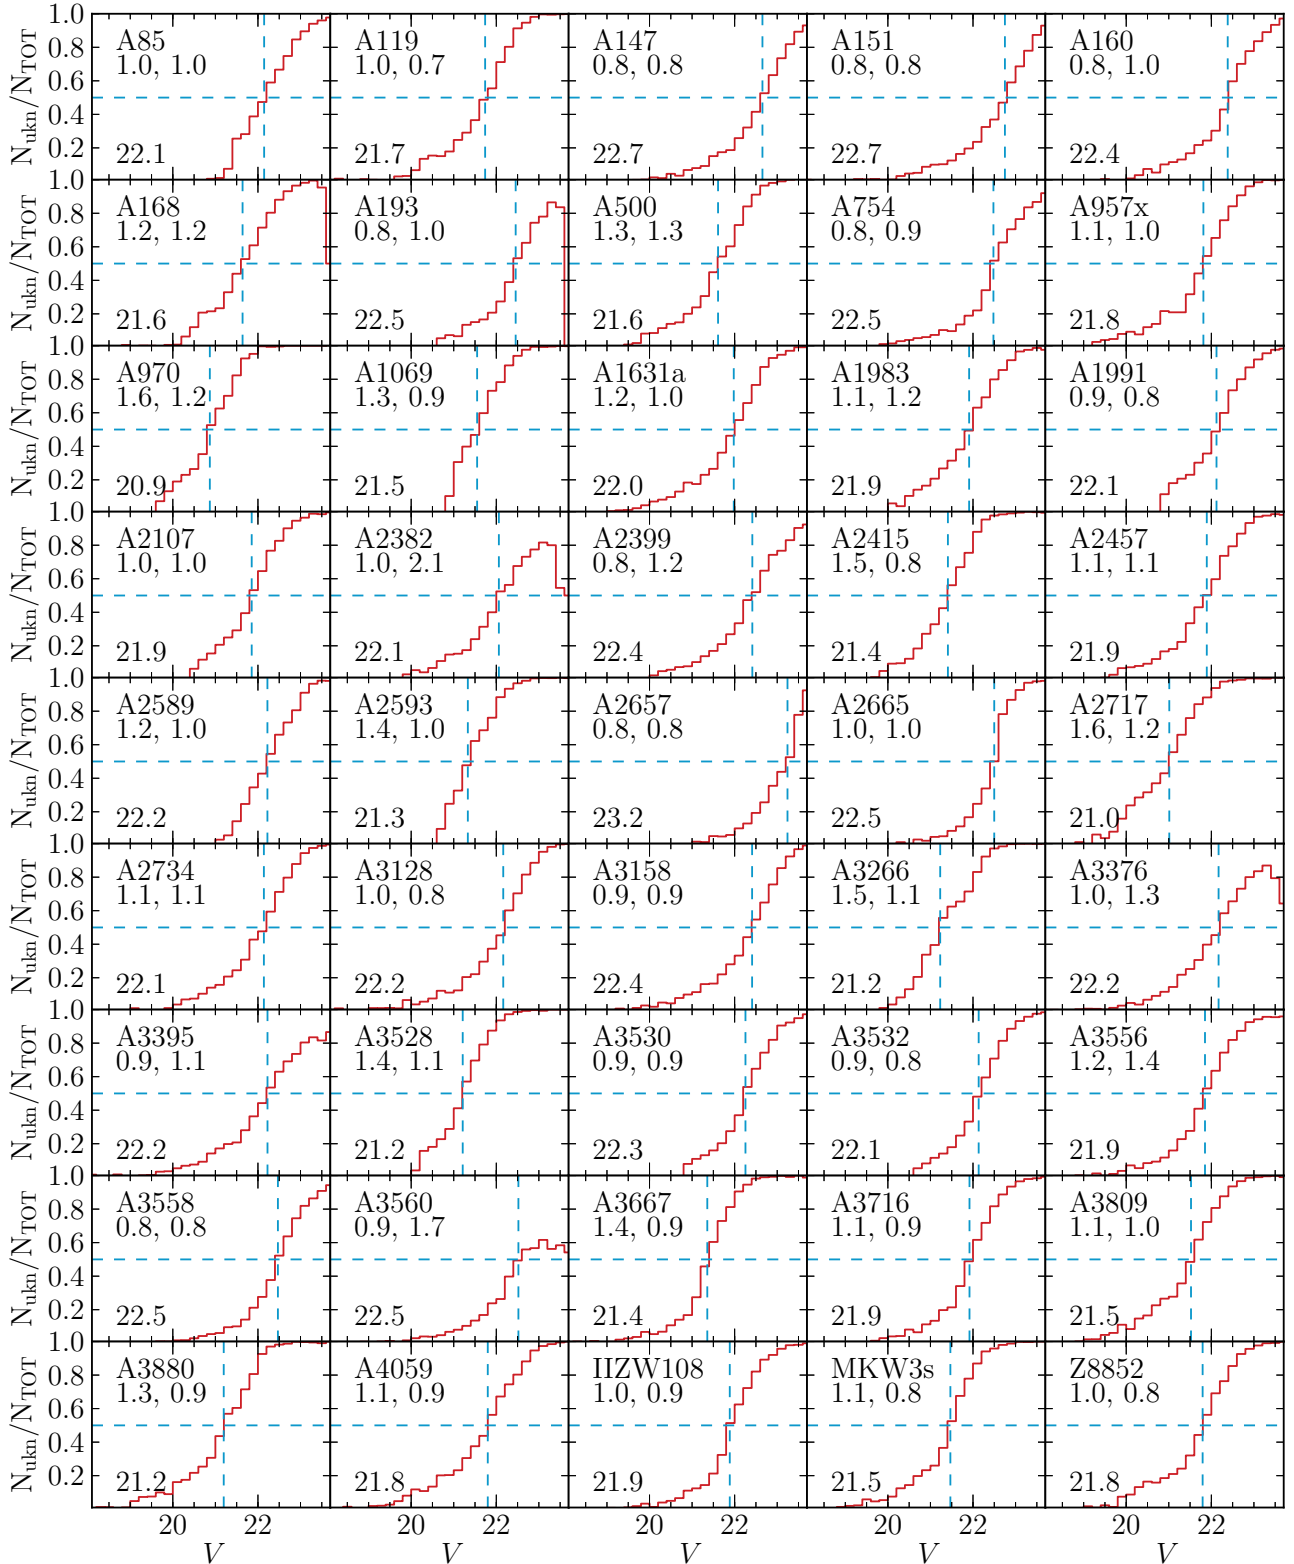 N_ukn/N_TOT
1.0
0.8
0.6
0.4
0.2
A85
1.0, 1.0
22.1
A119
1.0, 0.7
21.7
A147
0.8, 0.8
22.7
A151
0.8, 0.8
22.7
A160
0.8, 1.0
22.4
N_ukn/N_TOT
1.0
0.8
0.6
0.4
0.2
A168
1.2, 1.2
21.6
A193
0.8, 1.0
22.5
A500
1.3, 1.3
21.6
A754
0.8, 0.9
22.5
A957x
1.1, 1.0
21.8
N_ukn/N_TOT
1.0
0.8
0.6
0.4
0.2
A970
1.6, 1.2
20.9
A1069
1.3, 0.9
21.5
A1631a
1.2, 1.0
22.0
A1983
1.1, 1.2
21.9
A1991
0.9, 0.8
22.1
N_ukn/N_TOT
1.0
0.8
0.6
0.4
0.2
A2107
1.0, 1.0
21.9
A2382
1.0, 2.1
22.1
A2399
0.8, 1.2
22.4
A2415
1.5, 0.8
21.4
A2457
1.1, 1.1
21.9
N_ukn/N_TOT
1.0
0.8
0.6
0.4
0.2
A2589
1.2, 1.0
22.2
A2593
1.4, 1.0
21.3
A2657
0.8, 0.8
23.2
A2665
1.0, 1.0
22.5
A2717
1.6, 1.2
21.0
N_ukn/N_TOT
1.0
0.8
0.6
0.4
0.2
A2734
1.1, 1.1
22.1
A3128
1.0, 0.8
22.2
A3158
0.9, 0.9
22.4
A3266
1.5, 1.1
21.2
A3376
1.0, 1.3
22.2
N_ukn/N_TOT
1.0
0.8
0.6
0.4
0.2
A3395
0.9, 1.1
22.2
A3528
1.4, 1.1
21.2
A3530
0.9, 0.9
22.3
A3532
0.9, 0.8
22.1
A3556
1.2, 1.4
21.9
N_ukn/N_TOT
1.0
0.8
0.6
0.4
0.2
A3558
0.8, 0.8
22.5
A3560
0.9, 1.7
22.5
A3667
1.4, 0.9
21.4
A3716
1.1, 0.9
21.9
A3809
1.1, 1.0
21.5
N_ukn/N_TOT
1.0
0.8
0.6
0.4
0.2
A3880
1.3, 0.9
21.2
A4059
1.1, 0.9
21.8
IIZW108
1.0, 0.9
21.9
MKW3s
1.1, 0.8
21.5
Z8852
1.0, 0.8
21.8
20 22 20 22 20 22 20 22 20 22
V V V V V